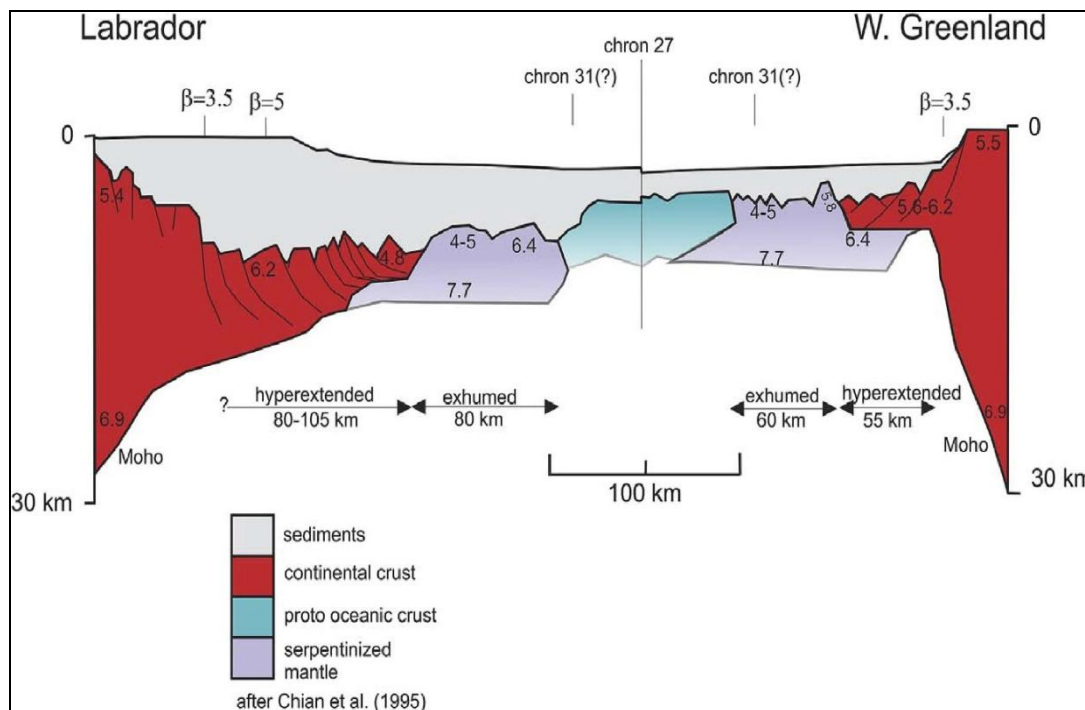 Labrador
W. Greenland
chron 27
chron 31(?)
chron 31(?)
β=3.5
β=5
β=3.5
0
0
5.4
5.5
5.8
4-5
5.6-6.2
4-5
6.4
6.4
4.8
6.2
7.7
7.7
?
hyperextended
80-105 km
exhumed
80 km
exhumed
60 km
hyperextended
55 km
6.9
6.9
Moho
Moho
30 km
30 km
100 km
sediments
continental crust
proto oceanic crust
serpentinized
mantle
after Chian et al. (1995)